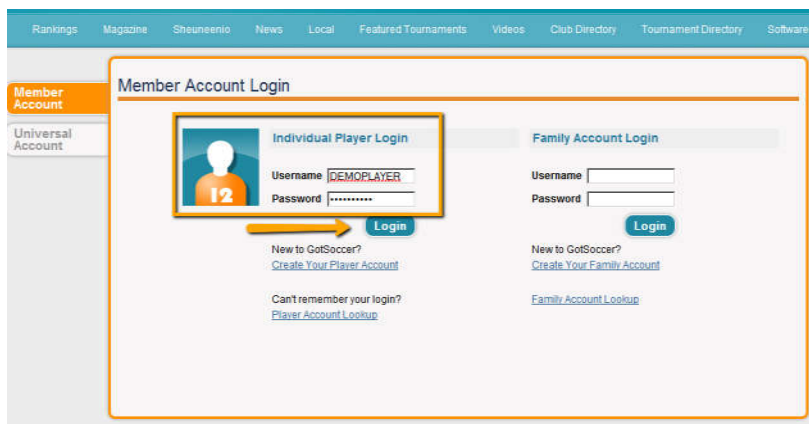 Rankings Magazine Sheuneenio News Local Featured Tournaments Videos Club Directory Tournament Directory Software
Member Account Login
Member
Account
Universal
Account
Individual Player Login
Username DEMOPLAYER
Password ••••••••••
Login
New to GotSoccer?
Create Your Player Account
Can't remember your login?
Player Account Lookup
12
Family Account Login
Username
Password
Login
New to GotSoccer?
Create Your Family Account
Family Account Lookup